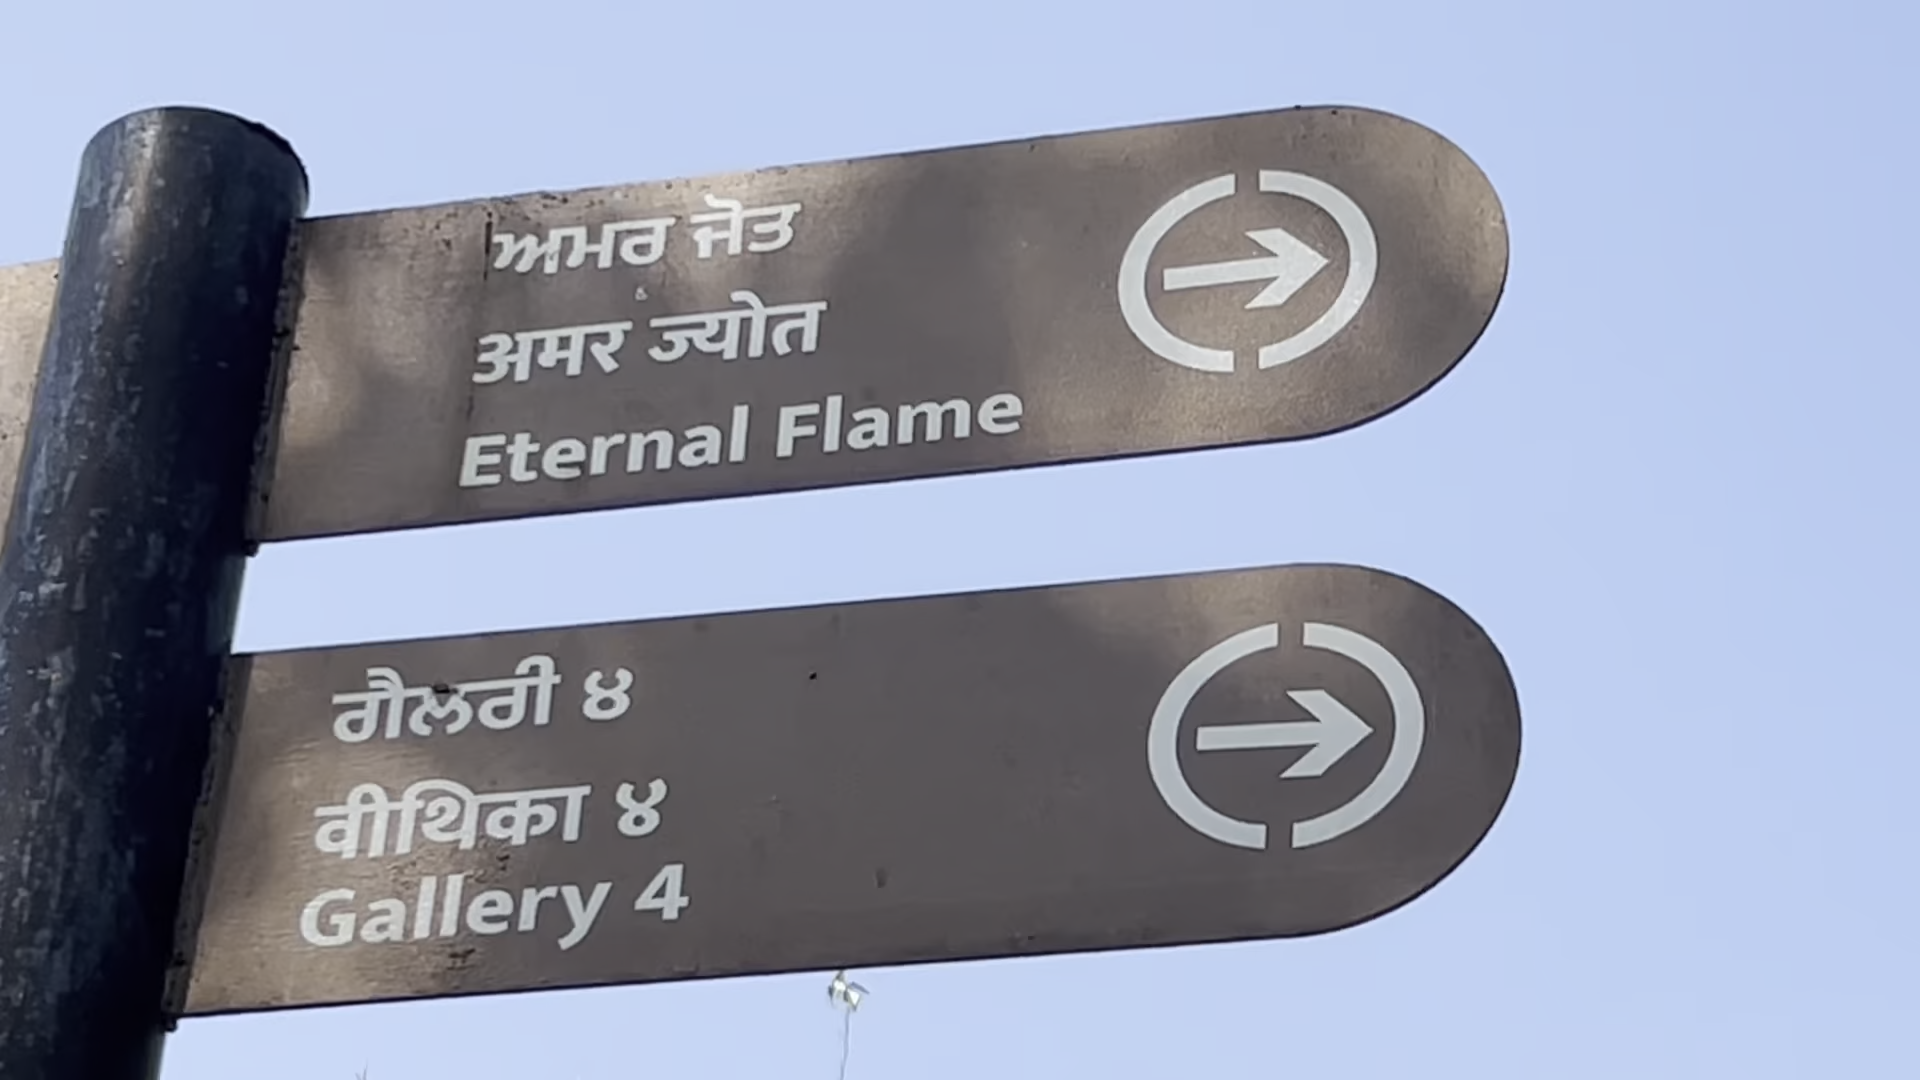 ਅਮਰ ਜੋਤ
अमर ज्योत
Eternal Flame
ਗੈਲਰੀ ੪
वीथिका ४
Gallery 4